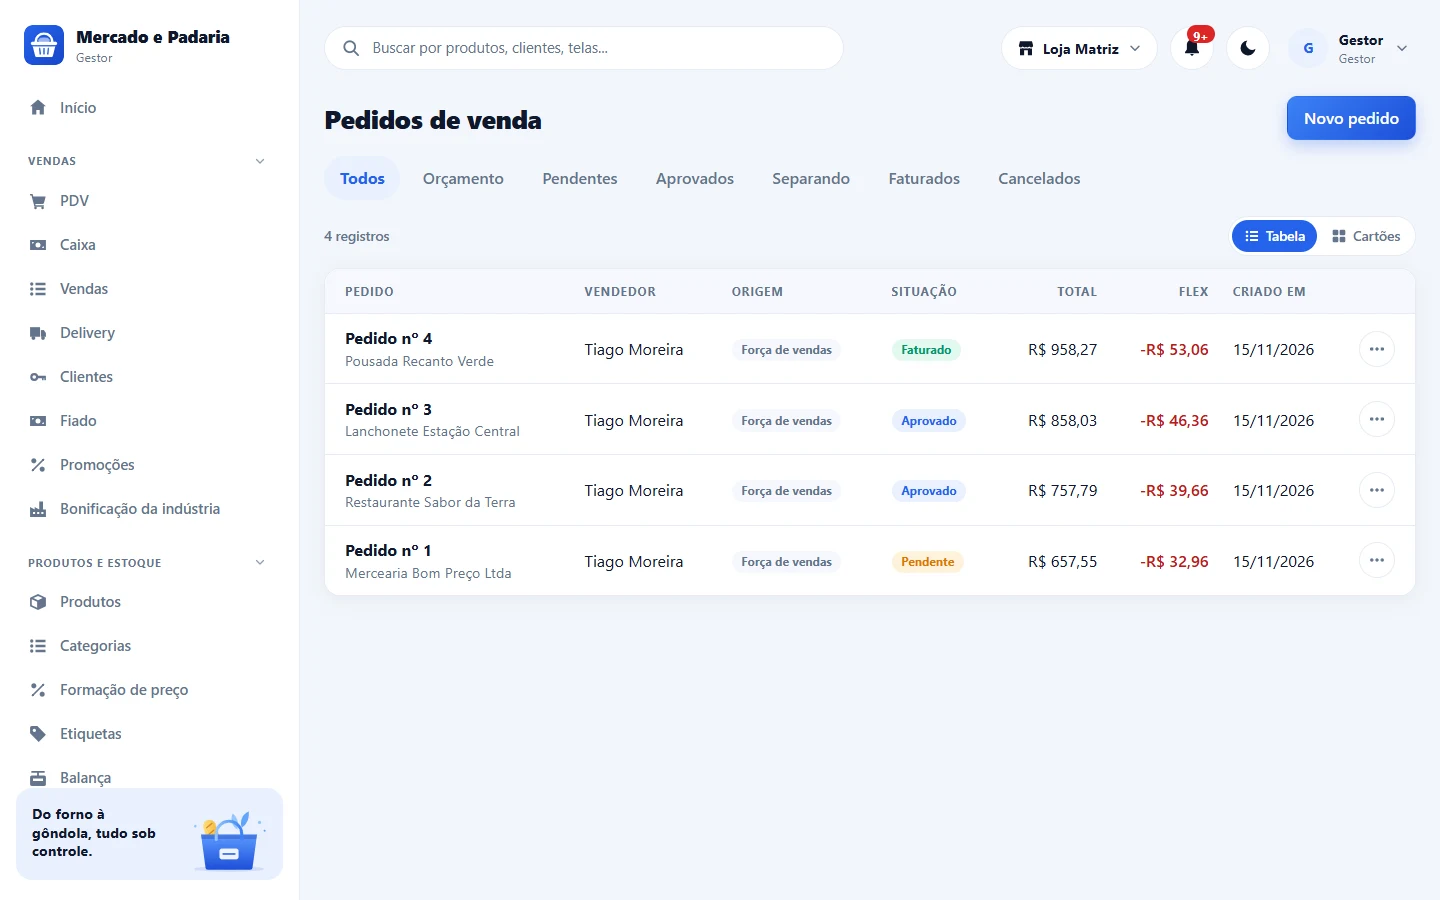 Mercado e Padaria
Gestor
Início
VENDAS
PDV
Caixa
Vendas
Delivery
Clientes
Fiado
Promoções
Bonificação da indústria
PRODUTOS E ESTOQUE
Produtos
Categorias
Formação de preço
Etiquetas
Balança
Do forno à
gôndola, tudo sob
controle.
Buscar por produtos, clientes, telas...
Loja Matriz
9+
G
Gestor
Gestor
Pedidos de venda
Novo pedido
Todos Orçamento Pendentes Aprovados Separando Faturados Cancelados
4 registros
Tabela Cartões
PEDIDO VENDEDOR ORIGEM SITUAÇÃO TOTAL FLEX CRIADO EM
Pedido nº 4
Pousada Recanto Verde
Tiago Moreira Força de vendas Faturado R$ 958,27 -R$ 53,06 15/11/2026
Pedido nº 3
Lanchonete Estação Central
Tiago Moreira Força de vendas Aprovado R$ 858,03 -R$ 46,36 15/11/2026
Pedido nº 2
Restaurante Sabor da Terra
Tiago Moreira Força de vendas Aprovado R$ 757,79 -R$ 39,66 15/11/2026
Pedido nº 1
Mercearia Bom Preço Ltda
Tiago Moreira Força de vendas Pendente R$ 657,55 -R$ 32,96 15/11/2026